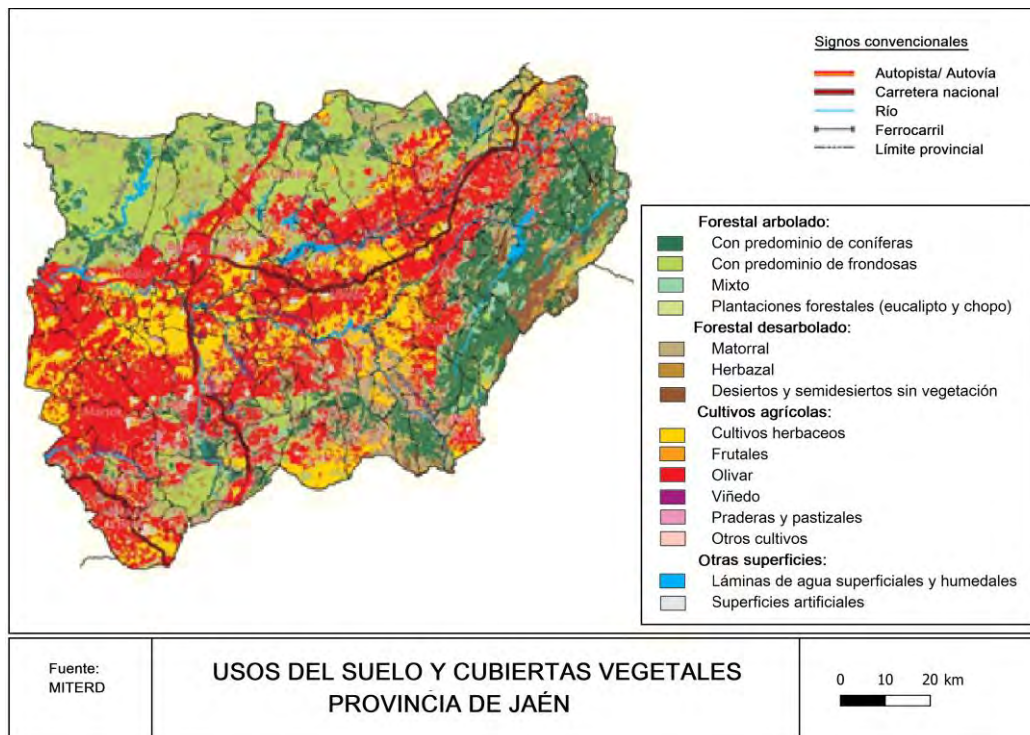 Signos convencionales
Autopista/ Autovía
Carretera nacional
Río
Ferrocarril
Límite provincial
Forestal arbolado:
Con predominio de coníferas
Con predominio de frondosas
Mixto
Plantaciones forestales (eucalipto y chopo)
Forestal desarbolado:
Matorral
Herbazal
Desiertos y semidesiertos sin vegetación
Cultivos agrícolas:
Cultivos herbaceos
Frutales
Olivar
Viñedo
Praderas y pastizales
Otros cultivos
Otras superficies:
Láminas de agua superficiales y humedales
Superficies artificiales
Fuente:
MITERD
USOS DEL SUELO Y CUBIERTAS VEGETALES
PROVINCIA DE JAÉN
0 10 20 km